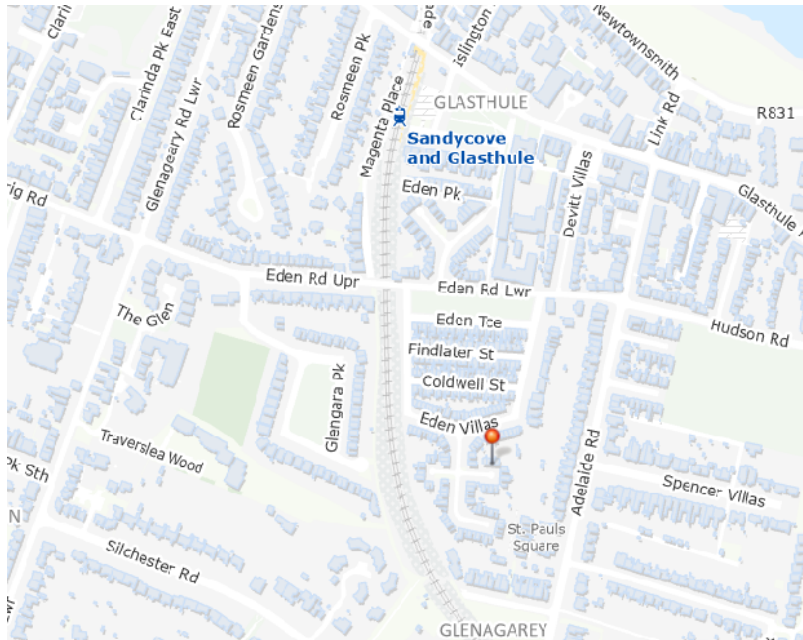 Clarinda Pk East
Rosmeen Gardens
Rosmeen Pk
Newtownsmith
Glenageary Rd Lwr
Magenta Place
GLASTHULE
Link Rd
R831
Sandycove
and Glasthule
Devitt Villas
Eden Pk
Glasthule
Eden Rd Upr
Eden Rd Lwr
The Glen
Eden Tce
Hudson Rd
Findlater St
Coldwell St
Glengara Pk
Eden Villas
Traverslea Wood
Adelaide Rd
Pk Sth
Spencer Villas
St. Pauls
Square
Silchester Rd
GLENAGAREY